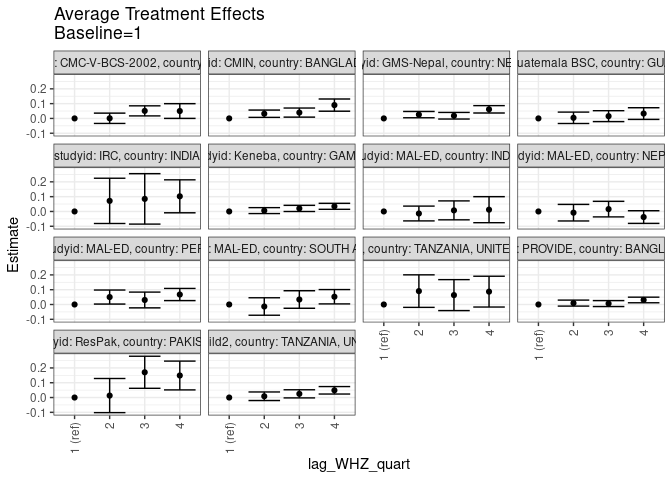 Average Treatment Effects
Baseline=1
: CMC-V-BCS-2002, country
id: CMIN, country: BANGLAD
yid: GMS-Nepal, country: NE
uatemala BSC, country: GU
studyid: IRC, country: INDIA
dyid: Keneba, country: GAM
udyid: MAL-ED, country: IND
dyid: MAL-ED, country: NEP
udyid: MAL-ED, country: PER
: MAL-ED, country: SOUTH A
, country: TANZANIA, UNITE
PROVIDE, country: BANGL
yid: ResPak, country: PAKIS
ild2, country: TANZANIA, UN
Estimate
0.2
0.1
0.0
-0.1
0.2
0.1
0.0
-0.1
0.2
0.1
0.0
-0.1
0.2
0.1
0.0
-0.1
1 (ref)
2
3
4
1 (ref)
2
3
4
1 (ref)
2
3
4
1 (ref)
2
3
4
lag_WHZ_quart